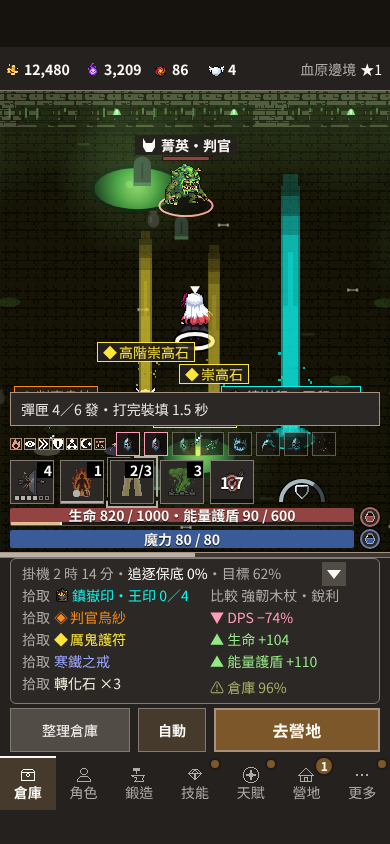 12,480 3,209 86 4 血原邊境 ★1
菁英・判官
高階崇高石
崇高石
彈匣 4／6 發・打完裝填 1.5 秒
4 1 2/3 3 1.7
生命 820 / 1000・能量護盾 90 / 600
魔力 80 / 80
掛機 2 時 14 分・追逐保底 0%・目標 62%
拾取 鎮嶽印・王印 0／4
比較 強韌木杖・銳利
拾取 判官烏紗
▼ DPS −74%
拾取 厲鬼護符
▲ 生命 +104
拾取 寒鐵之戒
▲ 能量護盾 +110
拾取 轉化石 ×3
⚠ 倉庫 96%
整理倉庫 自動 去營地
倉庫 角色 鍛造 技能 天賦 營地 1 更多